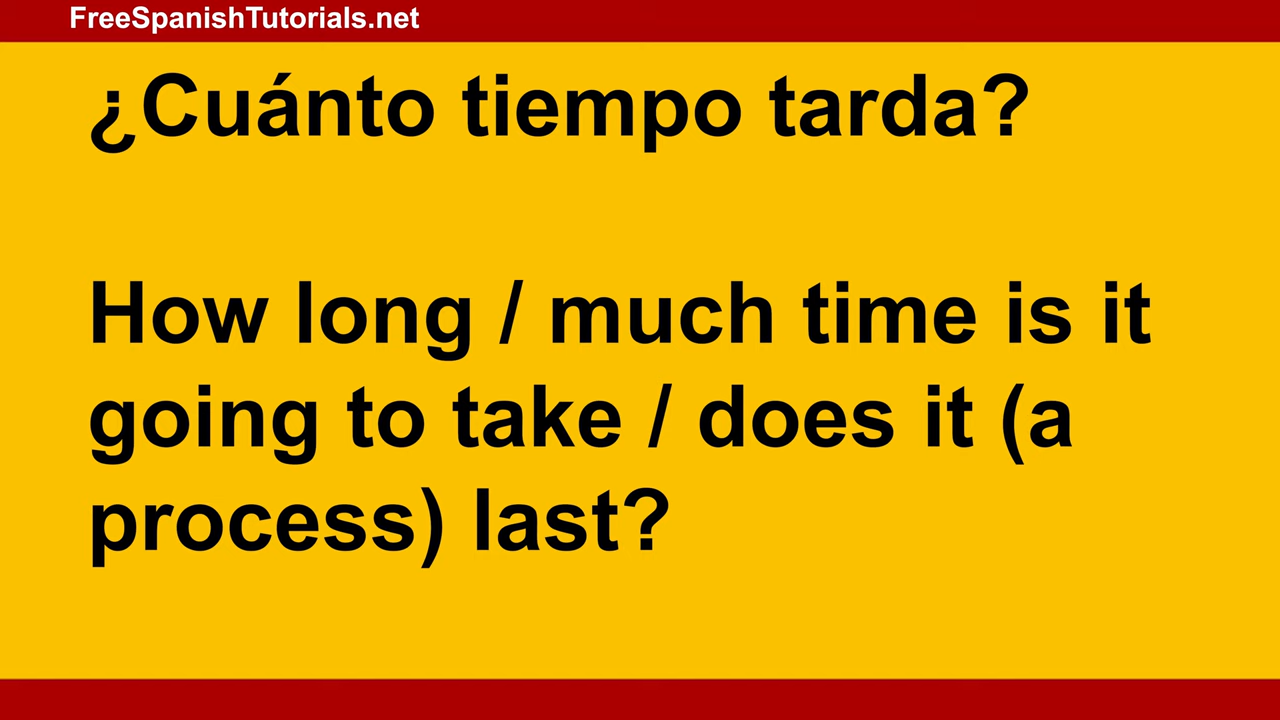 FreeSpanishTutorials.net
¿Cuánto tiempo tarda?
How long / much time is it
going to take / does it (a
process) last?